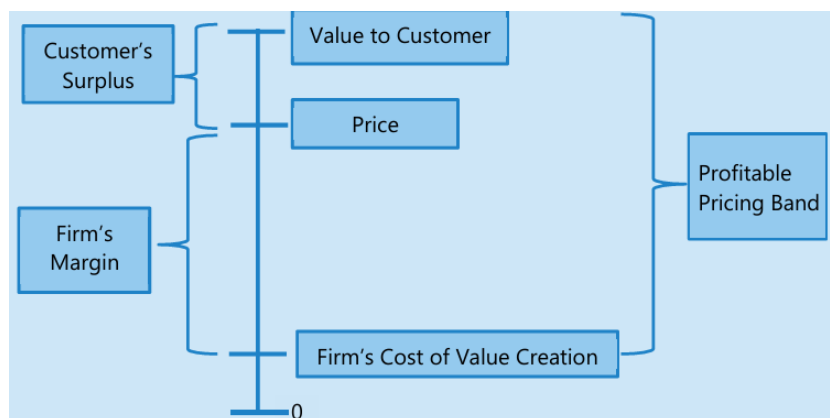 Customer's
Surplus
Value to Customer
Price
Profitable
Pricing Band
Firm's
Margin
Firm's Cost of Value Creation
0